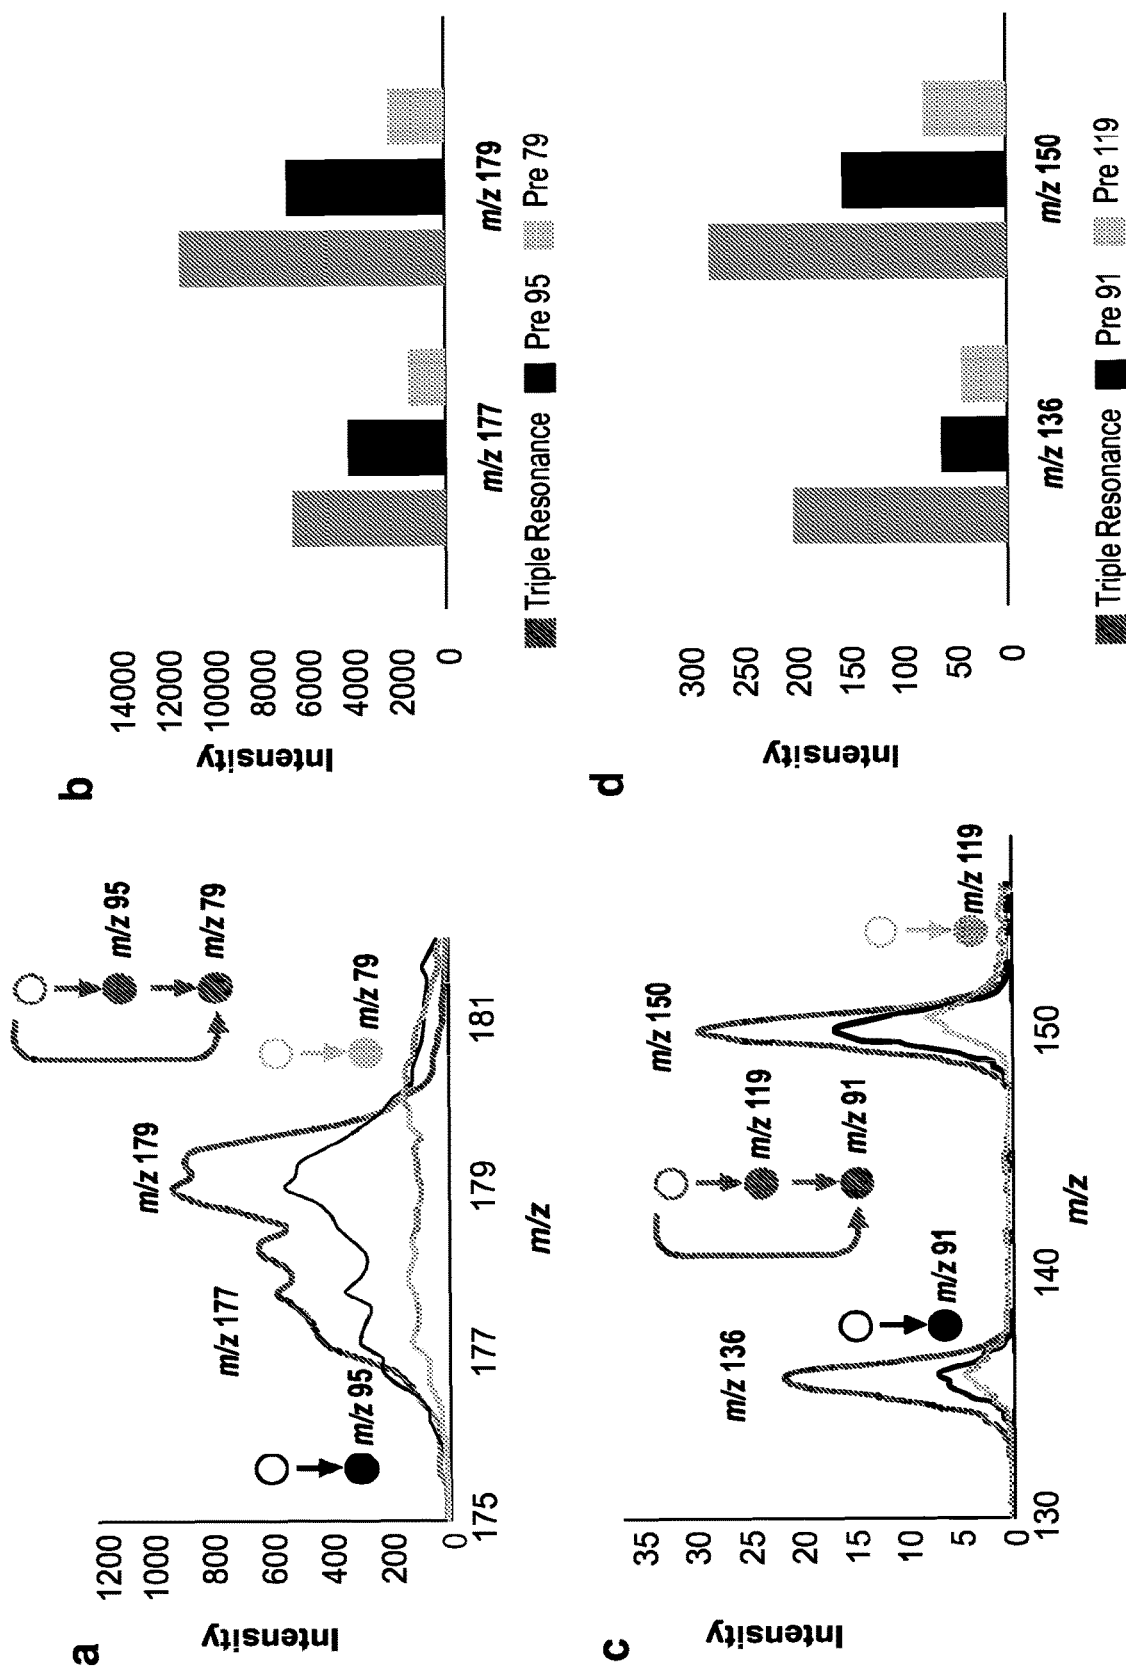 a
Intensity
1200
1000
800
600
400
200
0
175
177
179
181
m/z
m/z 95
m/z 177
m/z 179
m/z 79
m/z 95
m/z 79
b
Intensity
14000
12000
10000
8000
6000
4000
2000
0
m/z 177
m/z 179
Triple Resonance Pre 95 Pre 79
c
Intensity
35
30
25
20
15
10
5
0
130
140
150
m/z
m/z 136
m/z 91
m/z 119
m/z 91
m/z 150
m/z 119
d
Intensity
300
250
200
150
100
50
0
m/z 136
m/z 150
Triple Resonance Pre 91 Pre 119